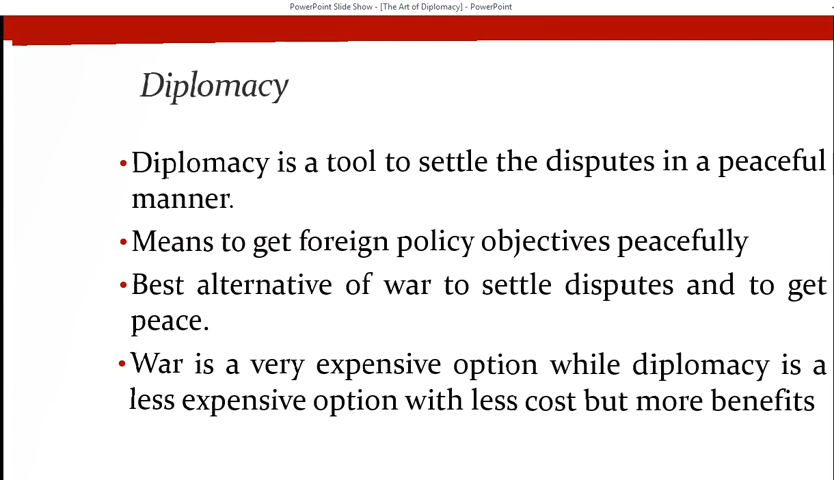 PowerPoint Slide Show - [The Art of Diplomacy] - PowerPoint
Diplomacy
•Diplomacy is a tool to settle the disputes in a peaceful
manner.
•Means to get foreign policy objectives peacefully
•Best alternative of war to settle disputes and to get
peace.
•War is a very expensive option while diplomacy is a
less expensive option with less cost but more benefits